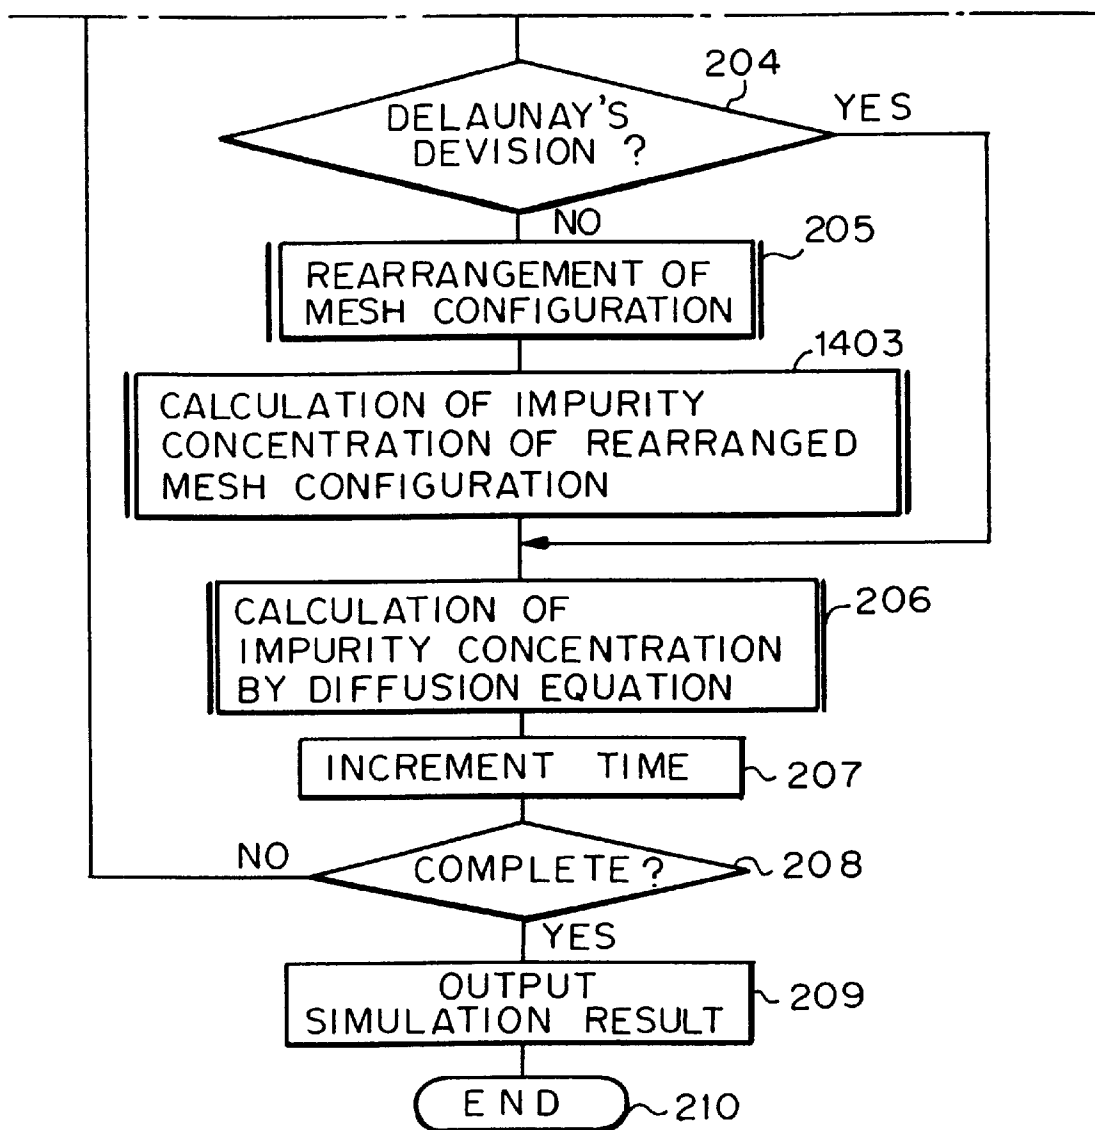 204
DELAUNAY'S
DEVISION ?
YES
NO
205
REARRANGEMENT OF
MESH CONFIGURATION
1403
CALCULATION OF IMPURITY
CONCENTRATION OF REARRANGED
MESH CONFIGURATION
206
CALCULATION OF
IMPURITY CONCENTRATION
BY DIFFUSION EQUATION
INCREMENT TIME
207
NO
COMPLETE?
208
YES
OUTPUT
SIMULATION RESULT
209
END
210